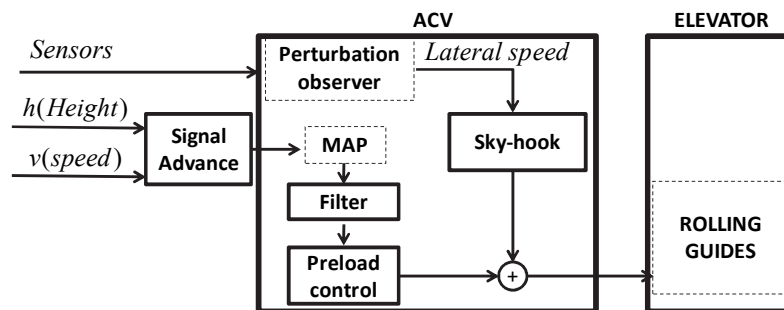 ACV
ELEVATOR
Sensors
Perturbation
observer
Lateral speed
h(Height)
v(speed)
Signal
Advance
MAP
Sky-hook
Filter
Preload
control
+
ROLLING
GUIDES